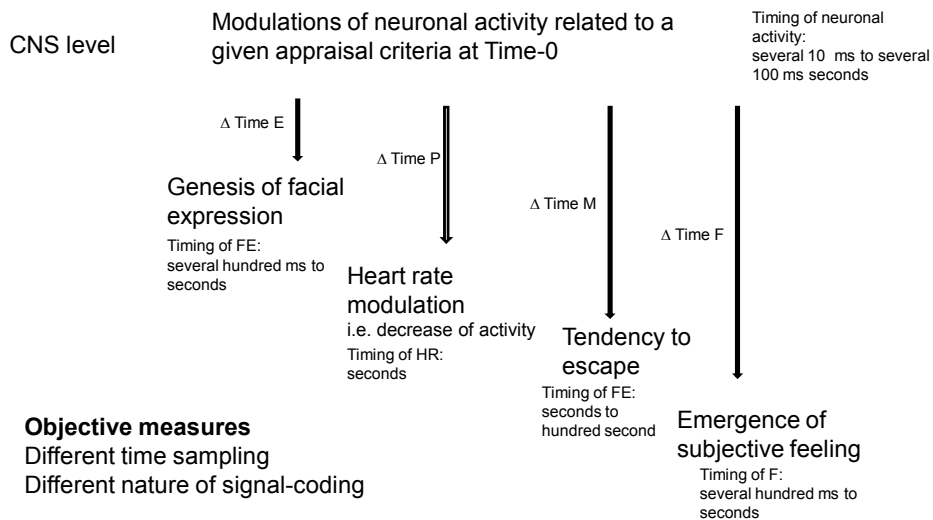 CNS level
Modulations of neuronal activity related to a
given appraisal criteria at Time-0
Timing of neuronal
activity:
several 10 ms to several
100 ms seconds
Δ Time E
Δ Time P
Δ Time M
Δ Time F
Genesis of facial
expression
Timing of FE:
several hundred ms to
seconds
Heart rate
modulation
i.e. decrease of activity
Timing of HR:
seconds
Tendency to
escape
Timing of FE:
seconds to
hundred second
Emergence of
subjective feeling
Timing of F:
several hundred ms to
seconds
Objective measures
Different time sampling
Different nature of signal-coding